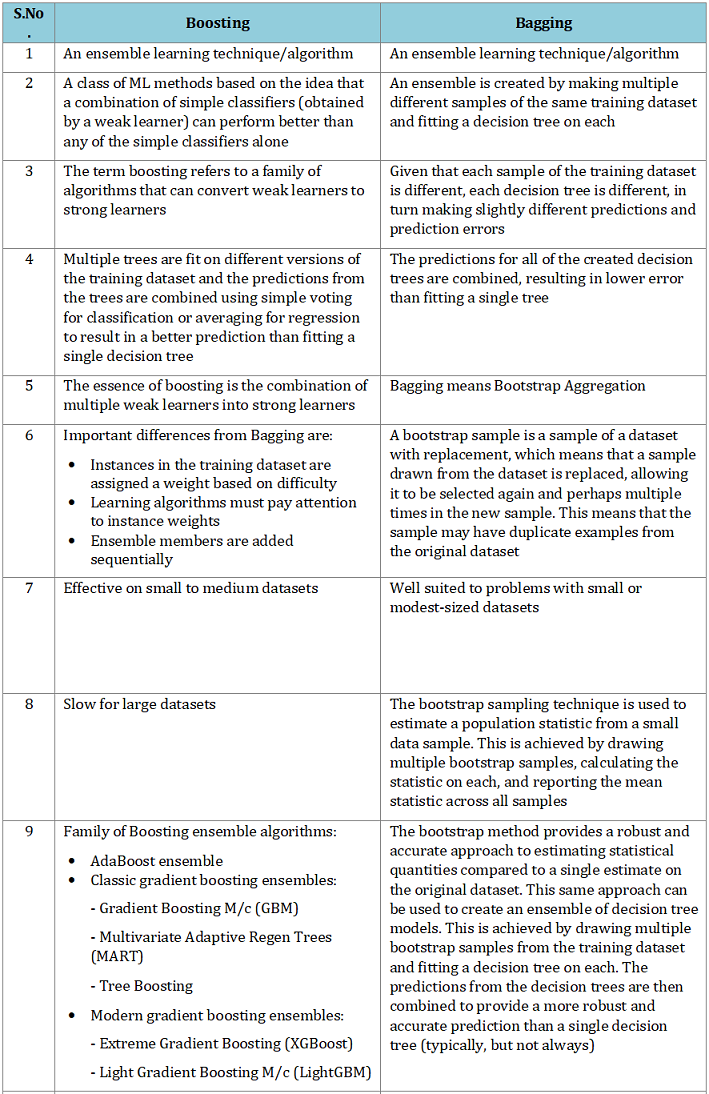 S.No
.
Boosting
Bagging
1
An ensemble learning technique/algorithm
An ensemble learning technique/algorithm
2
A class of ML methods based on the idea that
a combination of simple classifiers (obtained
by a weak learner) can perform better than
any of the simple classifiers alone
An ensemble is created by making multiple
different samples of the same training dataset
and fitting a decision tree on each
3
The term boosting refers to a family of
algorithms that can convert weak learners to
strong learners
Given that each sample of the training dataset
is different, each decision tree is different, in
turn making slightly different predictions and
prediction errors
4
Multiple trees are fit on different versions of
the training dataset and the predictions from
the trees are combined using simple voting
for classification or averaging for regression
to result in a better prediction than fitting a
single decision tree
The predictions for all of the created decision
trees are combined, resulting in lower error
than fitting a single tree
5
The essence of boosting is the combination of
multiple weak learners into strong learners
Bagging means Bootstrap Aggregation
6
Important differences from Bagging are:
• Instances in the training dataset are
assigned a weight based on difficulty
• Learning algorithms must pay attention
to instance weights
• Ensemble members are added
sequentially
A bootstrap sample is a sample of a dataset
with replacement, which means that a sample
drawn from the dataset is replaced, allowing
it to be selected again and perhaps multiple
times in the new sample. This means that the
sample may have duplicate examples from
the original dataset
7
Effective on small to medium datasets
Well suited to problems with small or
modest-sized datasets
8
Slow for large datasets
The bootstrap sampling technique is used to
estimate a population statistic from a small
data sample. This is achieved by drawing
multiple bootstrap samples, calculating the
statistic on each, and reporting the mean
statistic across all samples
9
Family of Boosting ensemble algorithms:
• AdaBoost ensemble
• Classic gradient boosting ensembles:
- Gradient Boosting M/c (GBM)
- Multivariate Adaptive Regen Trees
(MART)
- Tree Boosting
• Modern gradient boosting ensembles:
- Extreme Gradient Boosting (XGBoost)
- Light Gradient Boosting M/c (LightGBM)
The bootstrap method provides a robust and
accurate approach to estimating statistical
quantities compared to a single estimate on
the original dataset. This same approach can
be used to create an ensemble of decision tree
models. This is achieved by drawing multiple
bootstrap samples from the training dataset
and fitting a decision tree on each. The
predictions from the decision trees are then
combined to provide a more robust and
accurate prediction than a single decision
tree (typically, but not always)